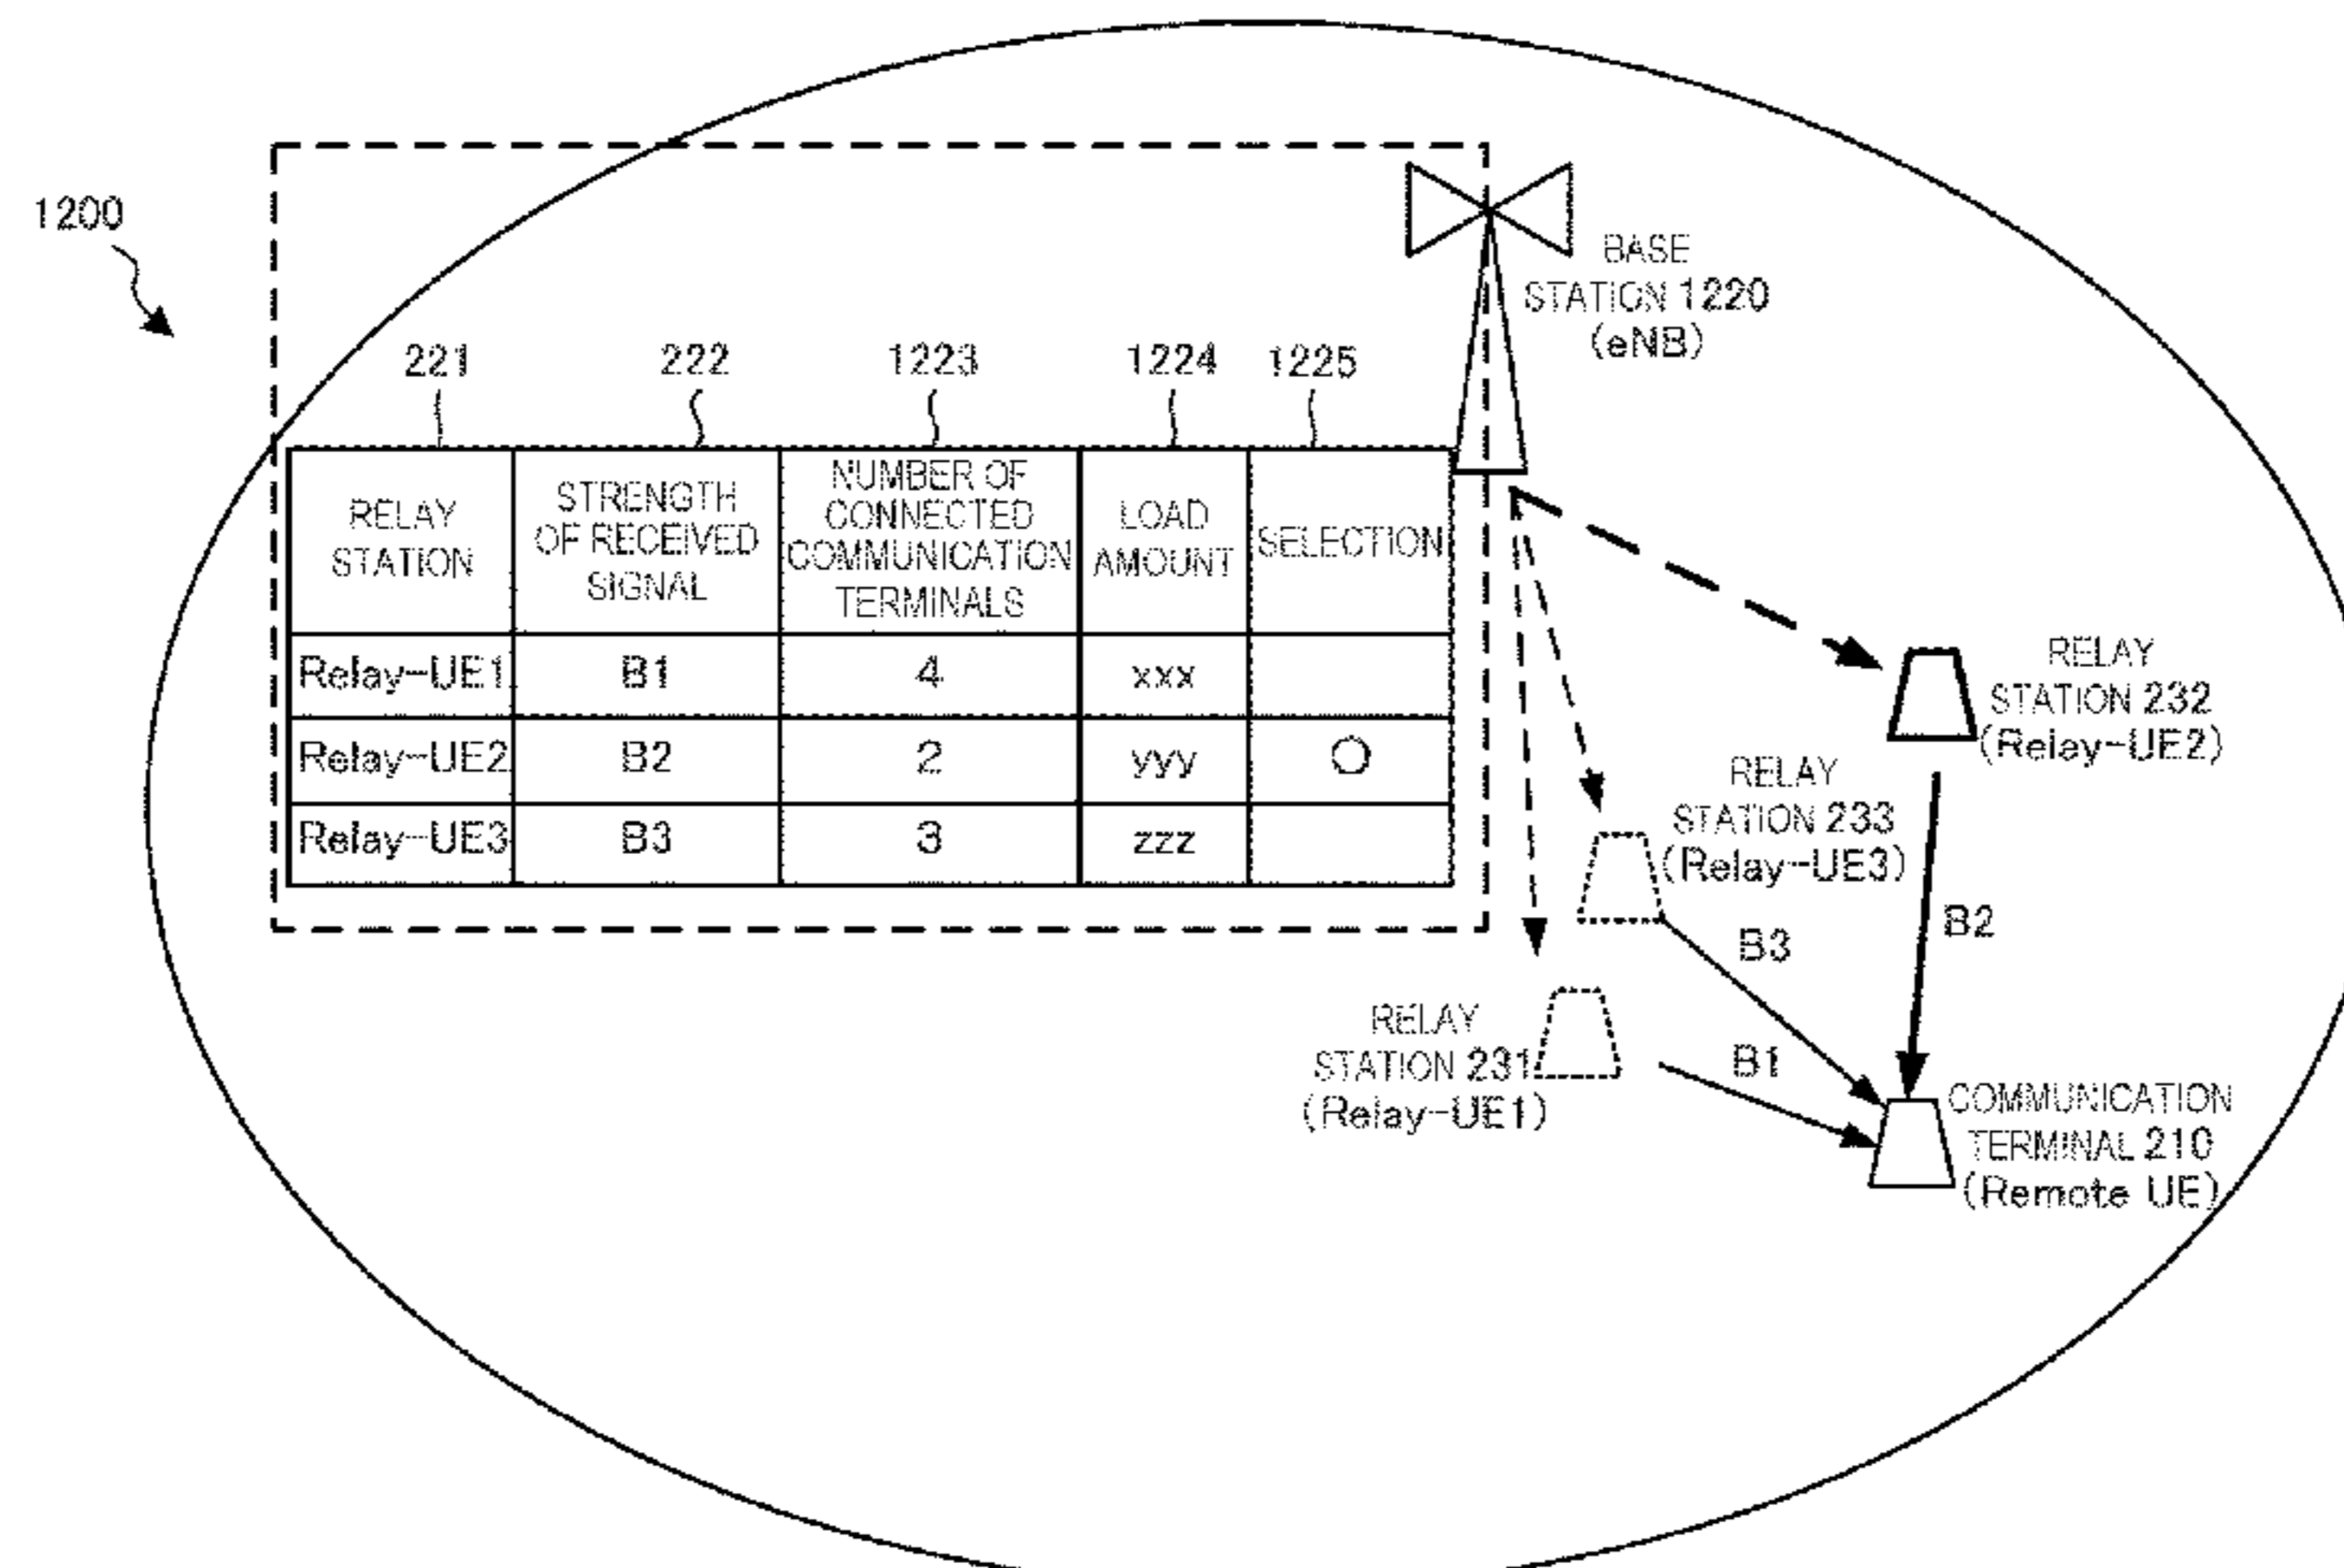 1200
BASE
STATION 1220
(eNB)
221
222
1223
1224
1225
RELAY
STATION
STRENGTH
OF RECEIVED
SIGNAL
NUMBER OF
CONNECTED
COMMUNICATION
TERMINALS
LOAD
AMOUNT
SELECTION
Relay-UE1 B1 4 xxx
Relay-UE2 B2 2 yyy ○
Relay-UE3 B3 3 zzz
RELAY
STATION 232
(Relay-UE2)
RELAY
STATION 233
(Relay-UE3)
B3
B2
RELAY
STATION 231
(Relay-UE1)
B1
COMMUNICATION
TERMINAL 210
(Remote UE)